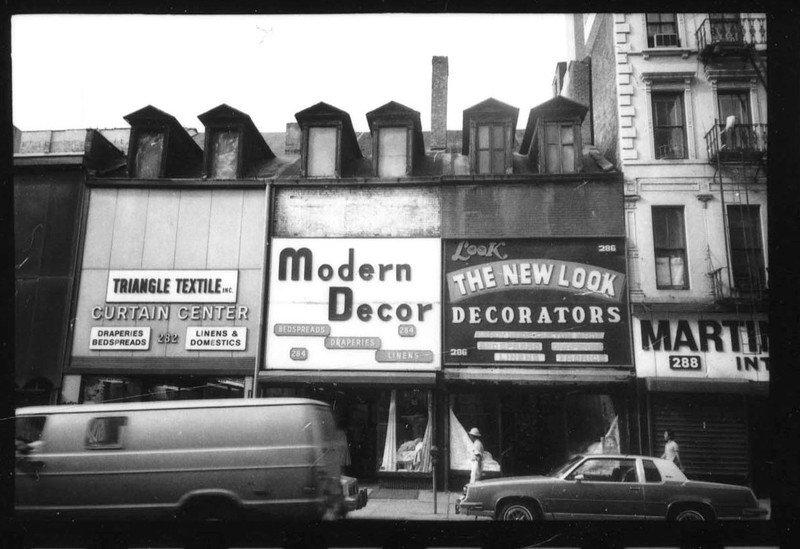 TRIANGLE TEXTILE INC.
CURTAIN CENTER
DRAPERIES
BEDSPREADS
282
LINENS &
DOMESTICS
Modern
Decor
BEDSPREADS
284
DRAPERIES
284
LINENS
Look
286
THE NEW LOOK
DECORATORS
286
LINENS
MARTI
288
INT